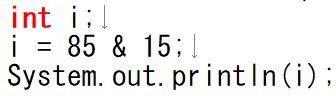 int i;↓
i = 85 & 15;↓
System.out.println(i);